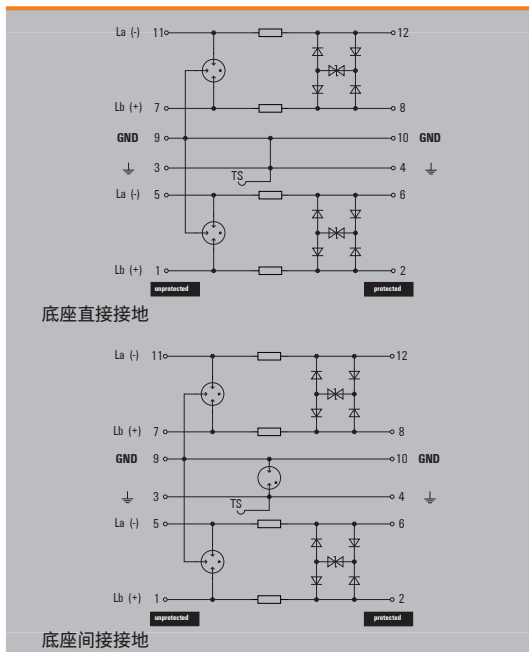 La (-) 11 12
Lb (+) 7 8
GND 9 10 GND
3 4
TS
La (-) 5 6
Lb (+) 1 2
unprotected protected
底座直接接地
La (-) 11 12
Lb (+) 7 8
GND 9 10 GND
3 4
TS
La (-) 5 6
Lb (+) 1 2
unprotected protected
底座间接接地